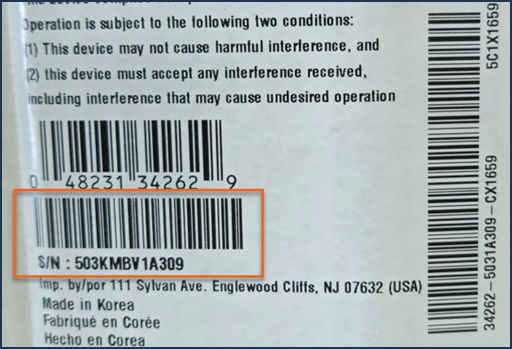 Operation is subject to the following two conditions:
(1) This device may not cause harmful interference, and
(2) this device must accept any interference received,
including interference that may cause undesired operation
0 48231 34262 9
S/N : 503KMBV1A309
Imp. by/por 111 Sylvan Ave. Englewood Cliffs, NJ 07632 (USA)
Made in Korea
Fabriqué en Corée
Hecho en Corea
5C1X1659
34262-5031A309-CX1659